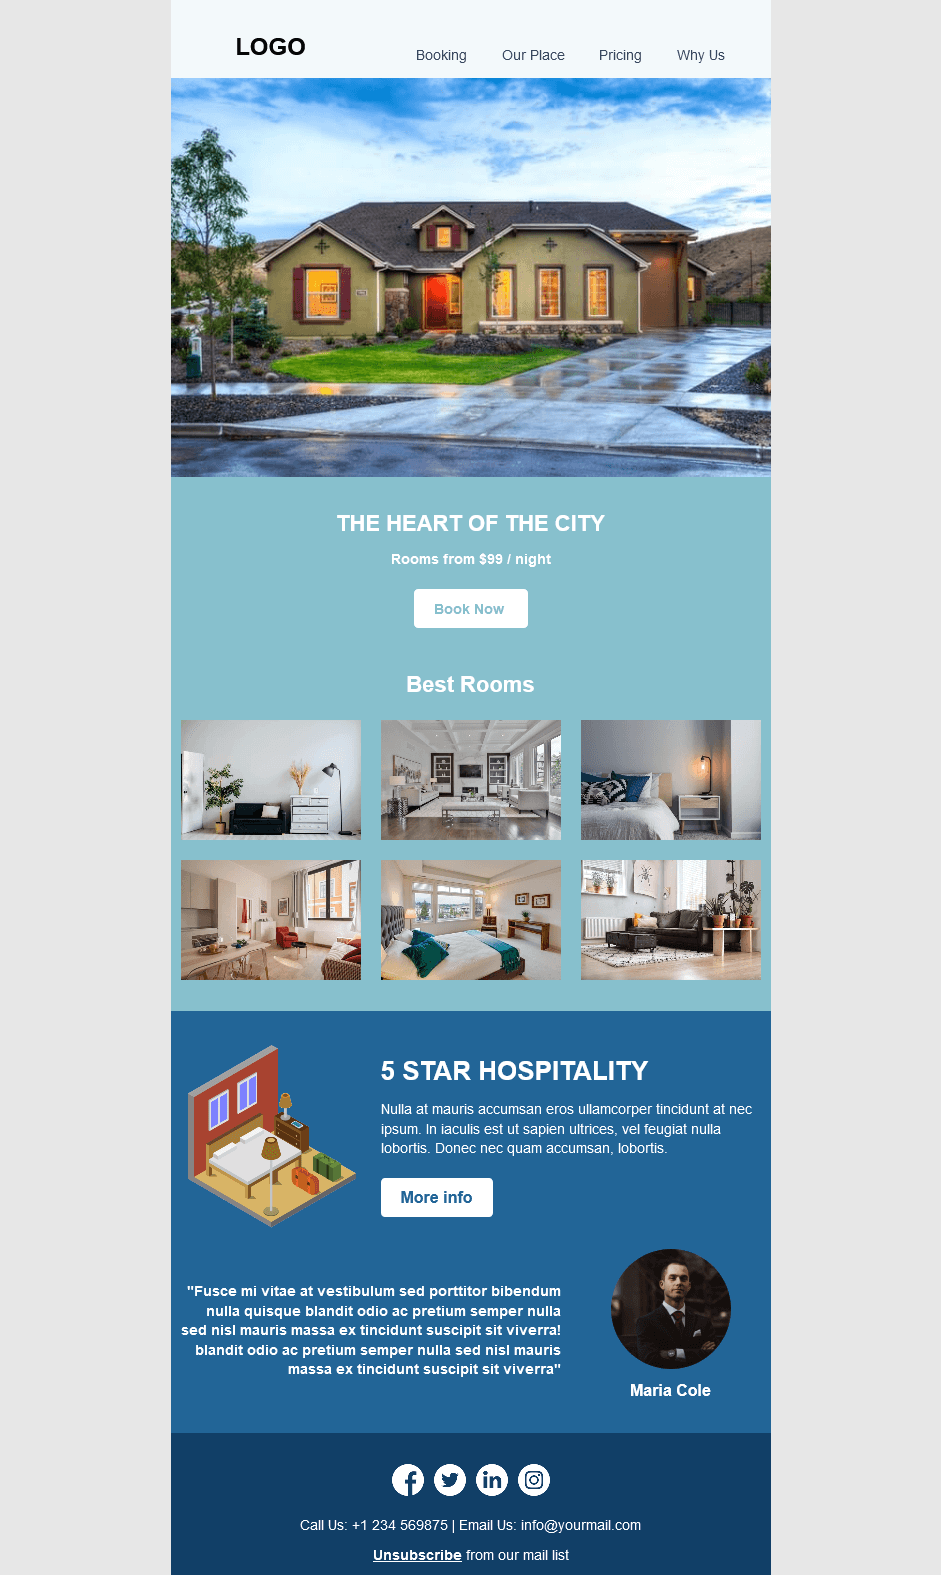 LOGO
Booking Our Place Pricing Why Us
THE HEART OF THE CITY
Rooms from $99 / night
Book Now
Best Rooms
5 STAR HOSPITALITY
Nulla at mauris accumsan eros ullamcorper tincidunt at nec
ipsum. In iaculis est ut sapien ultrices, vel feugiat nulla
lobortis. Donec nec quam accumsan, lobortis.
More info
"Fusce mi vitae at vestibulum sed porttitor bibendum
nulla quisque blandit odio ac pretium semper nulla
sed nisl mauris massa ex tincidunt suscipit sit viverra!
blandit odio ac pretium semper nulla sed nisl mauris
massa ex tincidunt suscipit sit viverra"
Maria Cole
Call Us: +1 234 569875 | Email Us: info@yourmail.com
Unsubscribe from our mail list